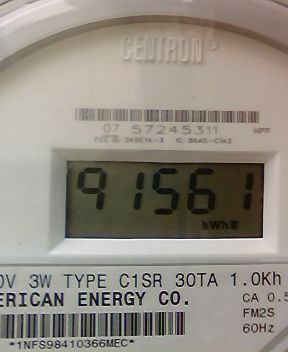 CENTRON®
07 57245311 HPP
91561
kWh
0V 3W TYPE C1SR 30TA 1.0Kh
ERICAN ENERGY CO. CA 0.5
FM2S
60Hz
*1NFS98410366MEC*